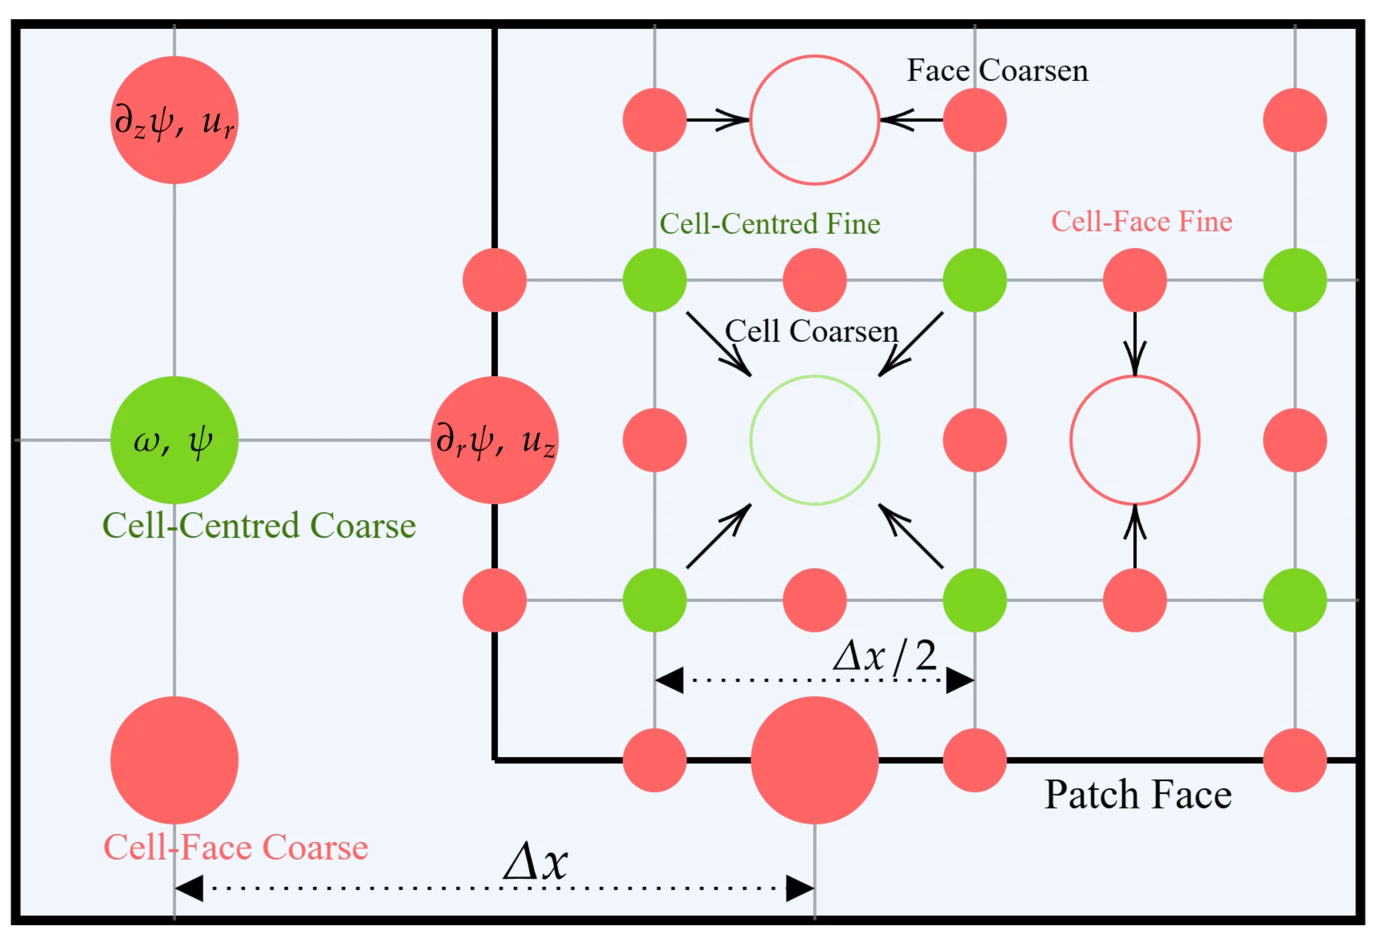 Face Coarsen
∂zψ, ur
Cell-Centred Fine
Cell-Face Fine
Cell Coarsen
ω, ψ
∂rψ, uz
Cell-Centred Coarse
Δx/2
Patch Face
Cell-Face Coarse
Δx